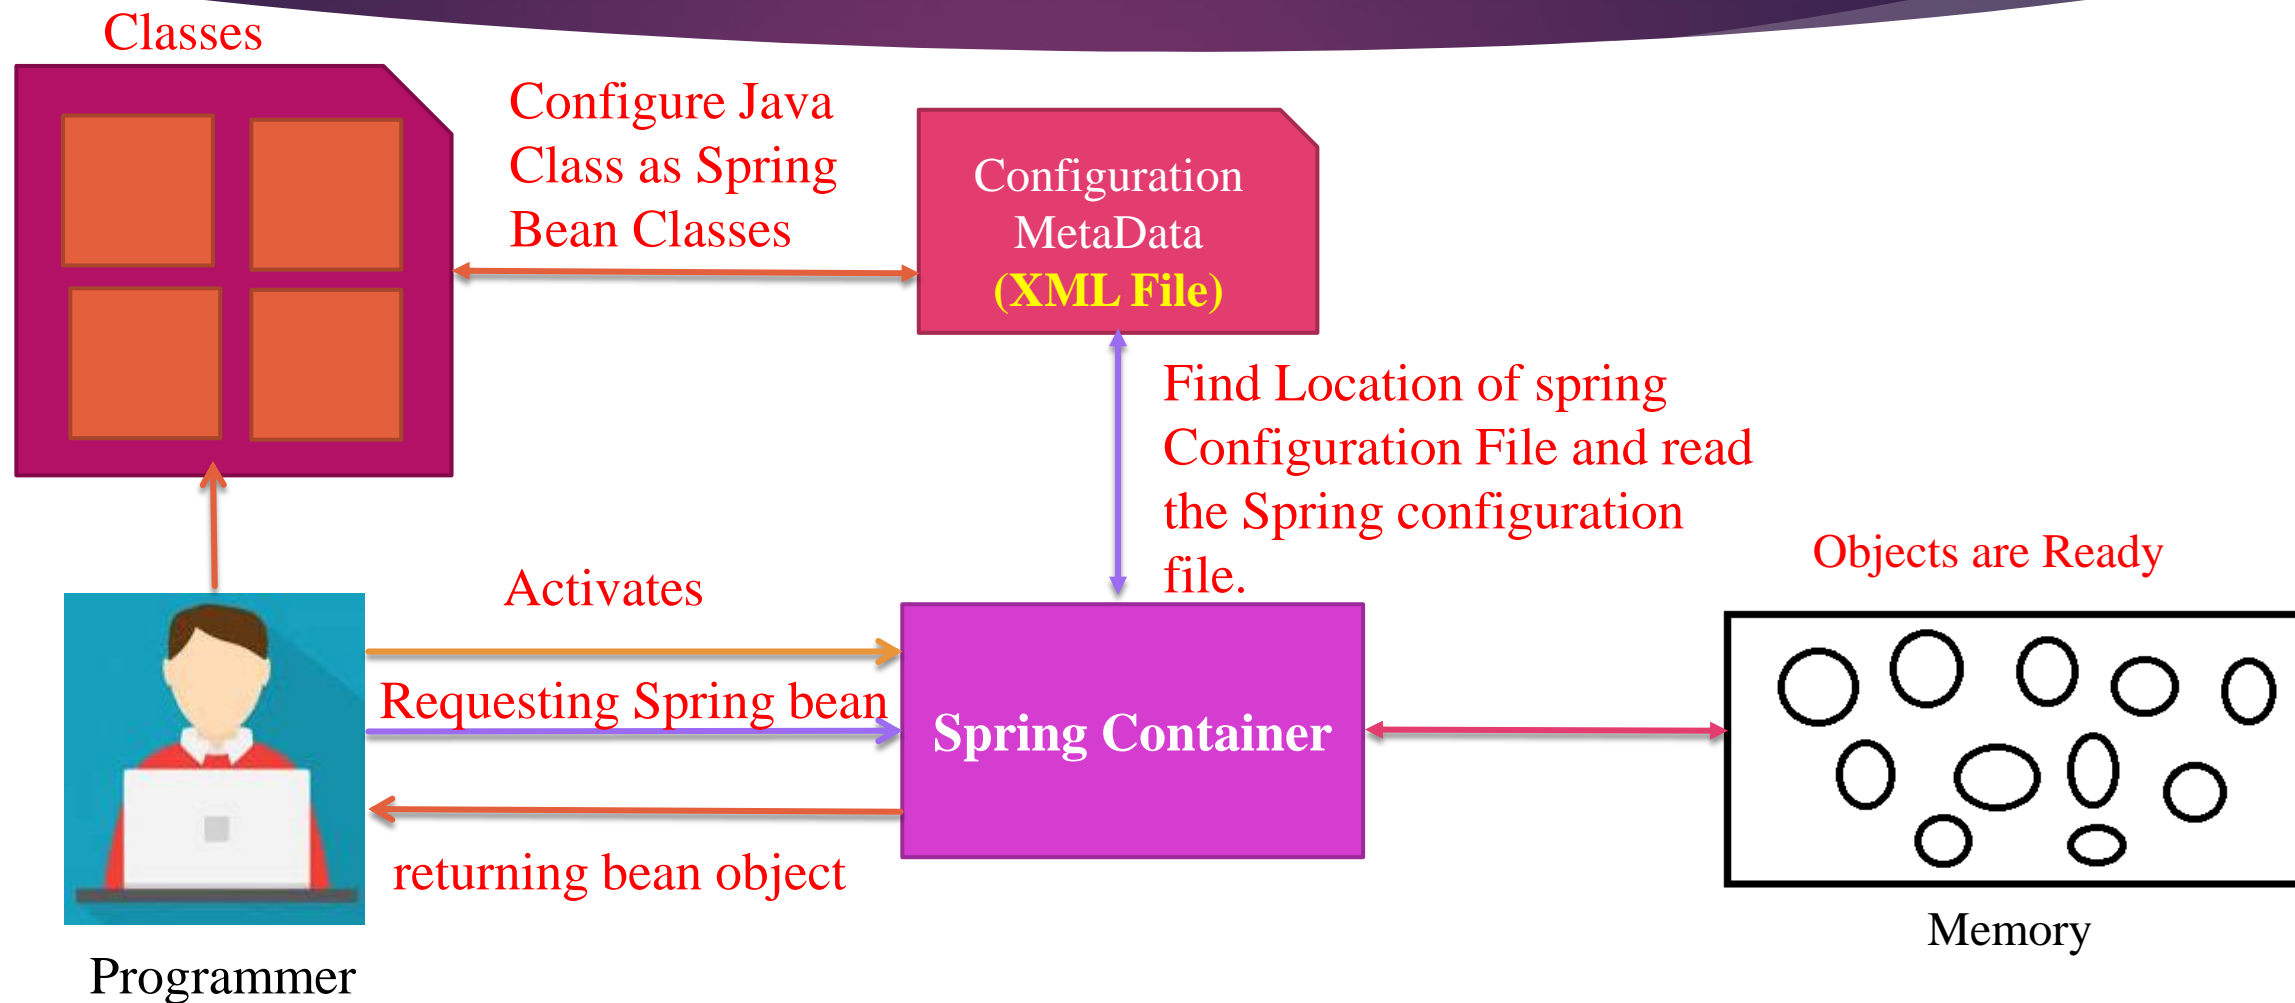 Classes
Configure Java
Class as Spring
Bean Classes
Configuration
MetaData
(XML File)
Find Location of spring
Configuration File and read
the Spring configuration
file.
Objects are Ready
Activates
Requesting Spring bean
Spring Container
returning bean object
Memory
Programmer